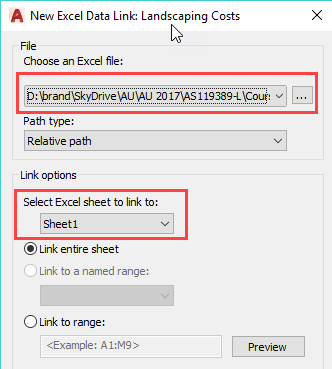 New Excel Data Link: Landscaping Costs
File
Choose an Excel file:
D:\brand\SkyDrive\AU\AU 2017\AS119389-L\Cour
...
Path type:
Relative path
Link options
Select Excel sheet to link to:
Sheet1
Link entire sheet
Link to a named range:
Link to range:
<Example: A1:M9>
Preview